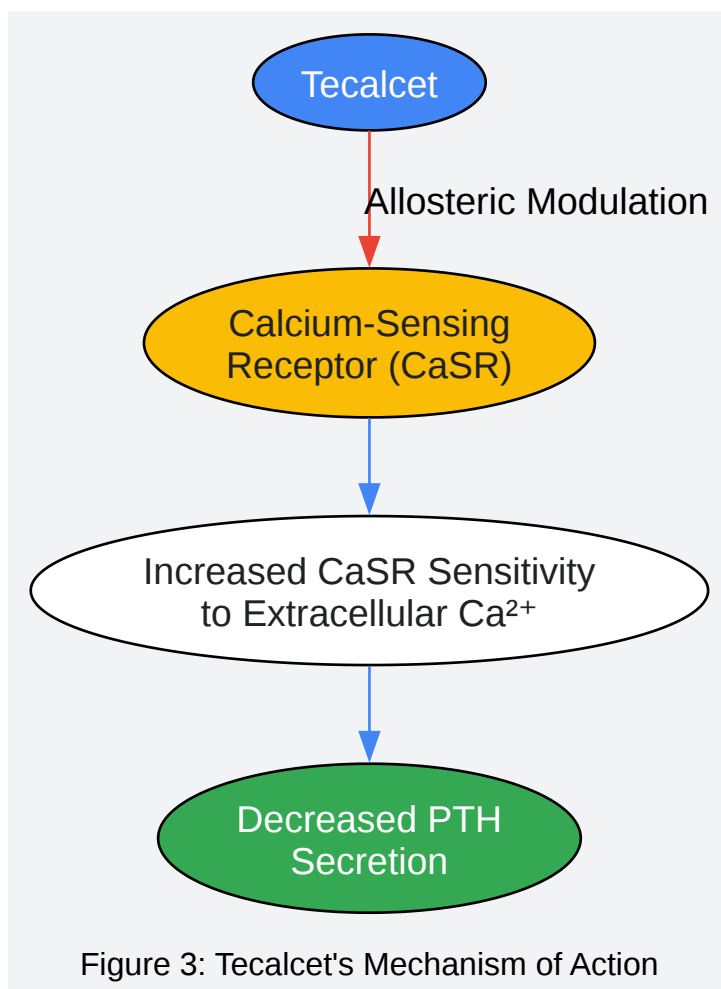 Tecalcet
Allosteric Modulation
Calcium-Sensing
Receptor (CaSR)
Increased CaSR Sensitivity
to Extracellular Ca²⁺
Decreased PTH
Secretion
Figure 3: Tecalcet's Mechanism of Action